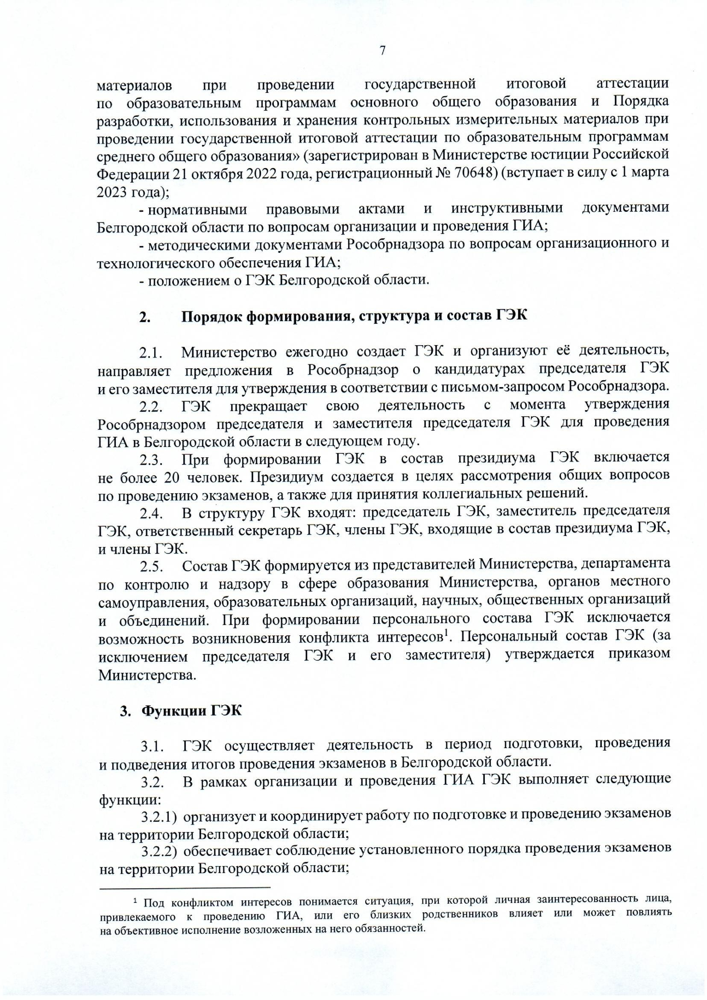 7
материалов при проведении государственной итоговой аттестации
по образовательным программам основного общего образования и Порядка
разработки, использования и хранения контрольных измерительных материалов при
проведении государственной итоговой аттестации по образовательным программам
среднего общего образования» (зарегистрирован в Министерстве юстиции Российской
Федерации 21 октября 2022 года, регистрационный № 70648) (вступает в силу с 1 марта
2023 года);
- нормативными правовыми актами и инструктивными документами
Белгородской области по вопросам организации и проведения ГИА;
- методическими документами Рособрнадзора по вопросам организационного и
технологического обеспечения ГИА;
- положением о ГЭК Белгородской области.
2. Порядок формирования, структура и состав ГЭК
2.1. Министерство ежегодно создает ГЭК и организуют её деятельность,
направляет предложения в Рособрнадзор о кандидатурах председателя ГЭК
и его заместителя для утверждения в соответствии с письмом-запросом Рособрнадзора.
2.2. ГЭК прекращает свою деятельность с момента утверждения
Рособрнадзором председателя и заместителя председателя ГЭК для проведения
ГИА в Белгородской области в следующем году.
2.3. При формировании ГЭК в состав президиума ГЭК включается
не более 20 человек. Президиум создается в целях рассмотрения общих вопросов
по проведению экзаменов, а также для принятия коллегиальных решений.
2.4. В структуру ГЭК входят: председатель ГЭК, заместитель председателя
ГЭК, ответственный секретарь ГЭК, члены ГЭК, входящие в состав президиума ГЭК,
и члены ГЭК.
2.5. Состав ГЭК формируется из представителей Министерства, департамента
по контролю и надзору в сфере образования Министерства, органов местного
самоуправления, образовательных организаций, научных, общественных организаций
и объединений. При формировании персонального состава ГЭК исключается
возможность возникновения конфликта интересов¹. Персональный состав ГЭК (за
исключением председателя ГЭК и его заместителя) утверждается приказом
Министерства.
3. Функции ГЭК
3.1. ГЭК осуществляет деятельность в период подготовки, проведения
и подведения итогов проведения экзаменов в Белгородской области.
3.2. В рамках организации и проведения ГИА ГЭК выполняет следующие
функции:
3.2.1) организует и координирует работу по подготовке и проведению экзаменов
на территории Белгородской области;
3.2.2) обеспечивает соблюдение установленного порядка проведения экзаменов
на территории Белгородской области;
¹ Под конфликтом интересов понимается ситуация, при которой личная заинтересованность лица,
привлекаемого к проведению ГИА, или его близких родственников влияет или может повлиять
на объективное исполнение возложенных на него обязанностей.